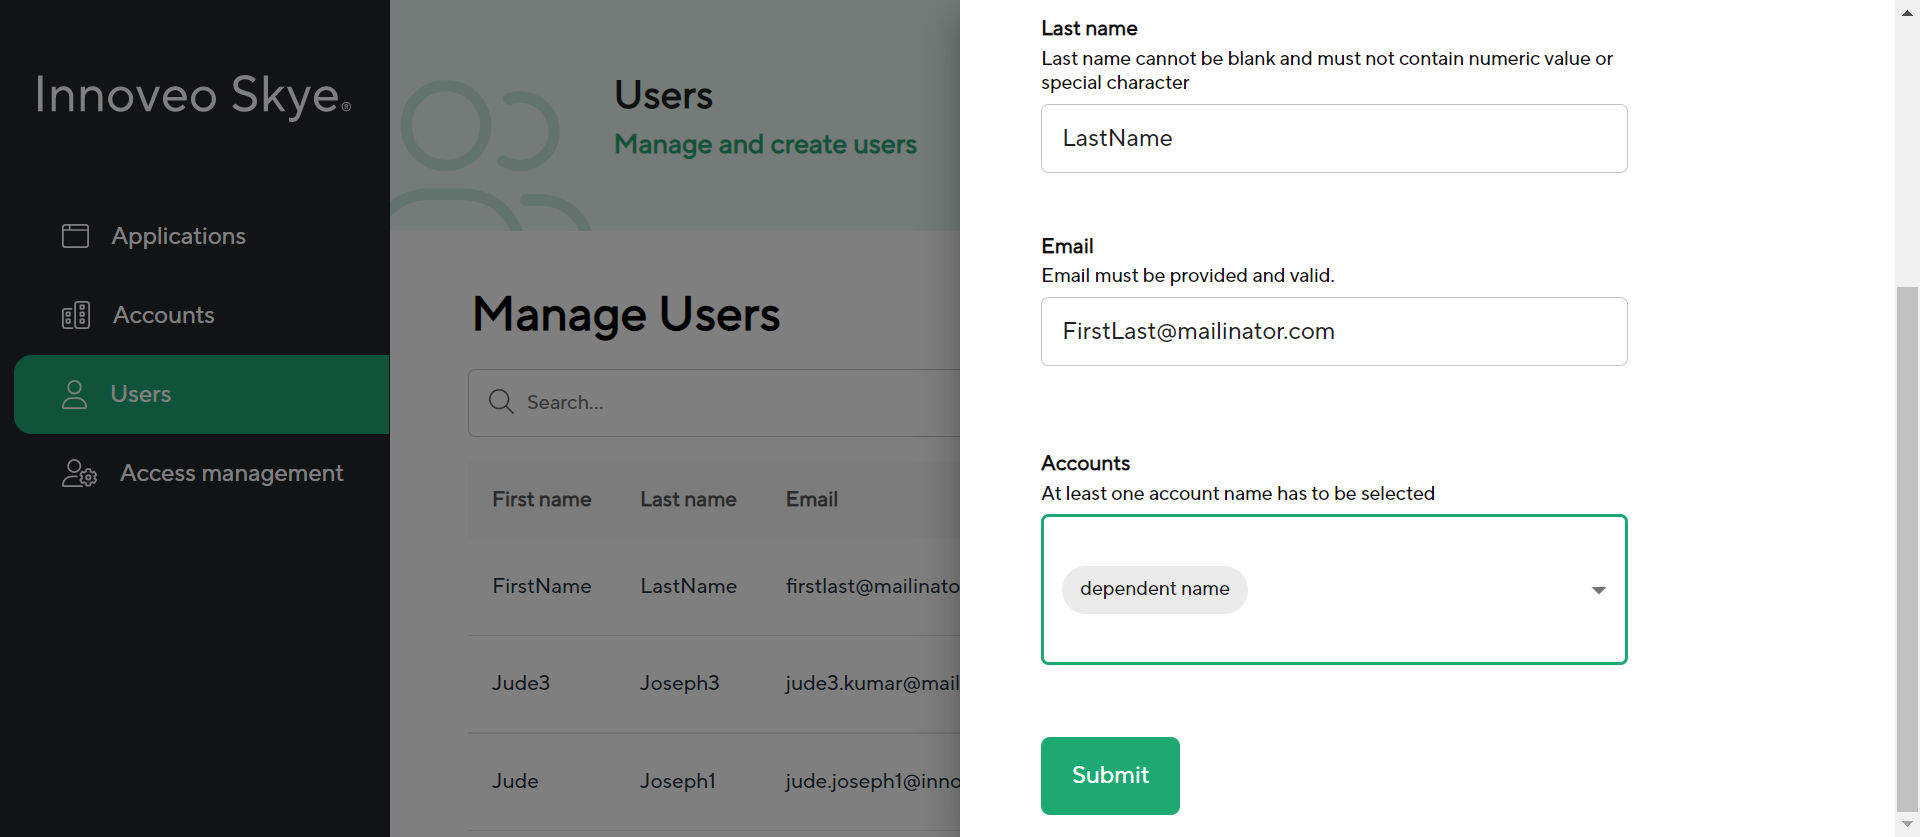 Innoveo Skye®
Applications
Accounts
Users
Access management
Users
Manage and create users
Manage Users
Search...
First name Last name Email
FirstName LastName firstlast@mailinato
Jude3 Joseph3 jude3.kumar@mail
Jude Joseph1 jude.joseph1@inno
Last name
Last name cannot be blank and must not contain numeric value or
special character
LastName
Email
Email must be provided and valid.
FirstLast@mailinator.com
Accounts
At least one account name has to be selected
dependent name
Submit